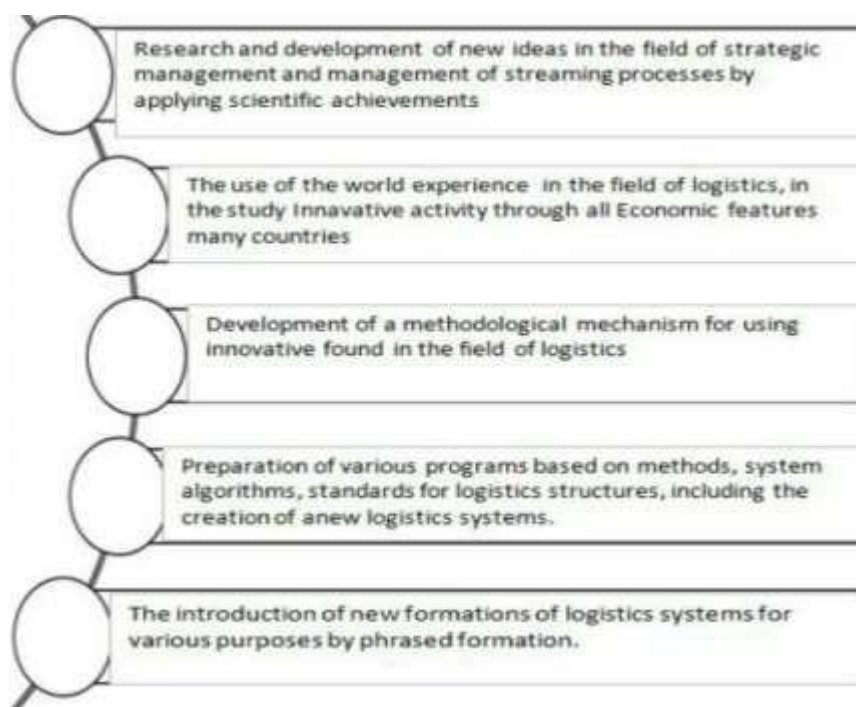 Research and development of new ideas in the field of strategic
management and management of streaming processes by
applying scientific achievements
The use of the world experience in the field of logistics, in
the study Innavative activity through all Economic features
many countries
Development of a methodological mechanism for using
innovative found in the field of logistics
Preparation of various programs based on methods, system
algorithms, standards for logistics structures, including the
creation of anew logistics systems.
The introduction of new formations of logistics systems for
various purposes by phrased formation.